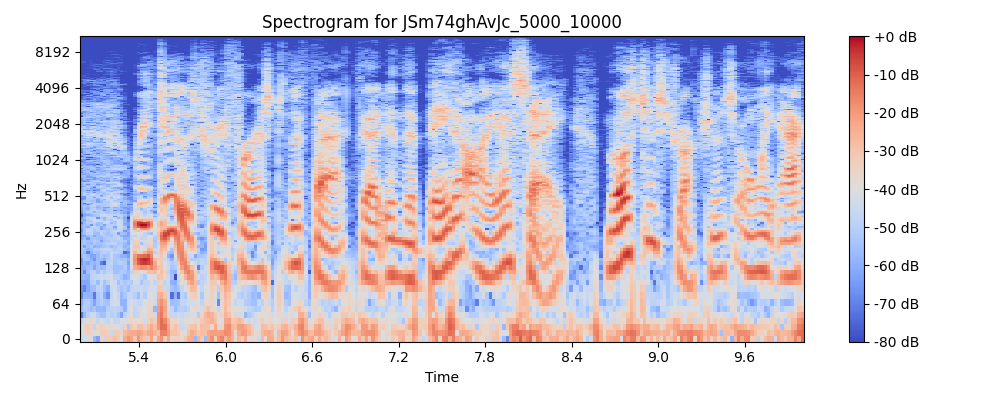 Spectrogram for JSm74ghAvJc_5000_10000
Hz
8192
4096
2048
1024
512
256
128
64
0
5.4 6.0 6.6 7.2 7.8 8.4 9.0 9.6
Time
+0 dB
-10 dB
-20 dB
-30 dB
-40 dB
-50 dB
-60 dB
-70 dB
-80 dB